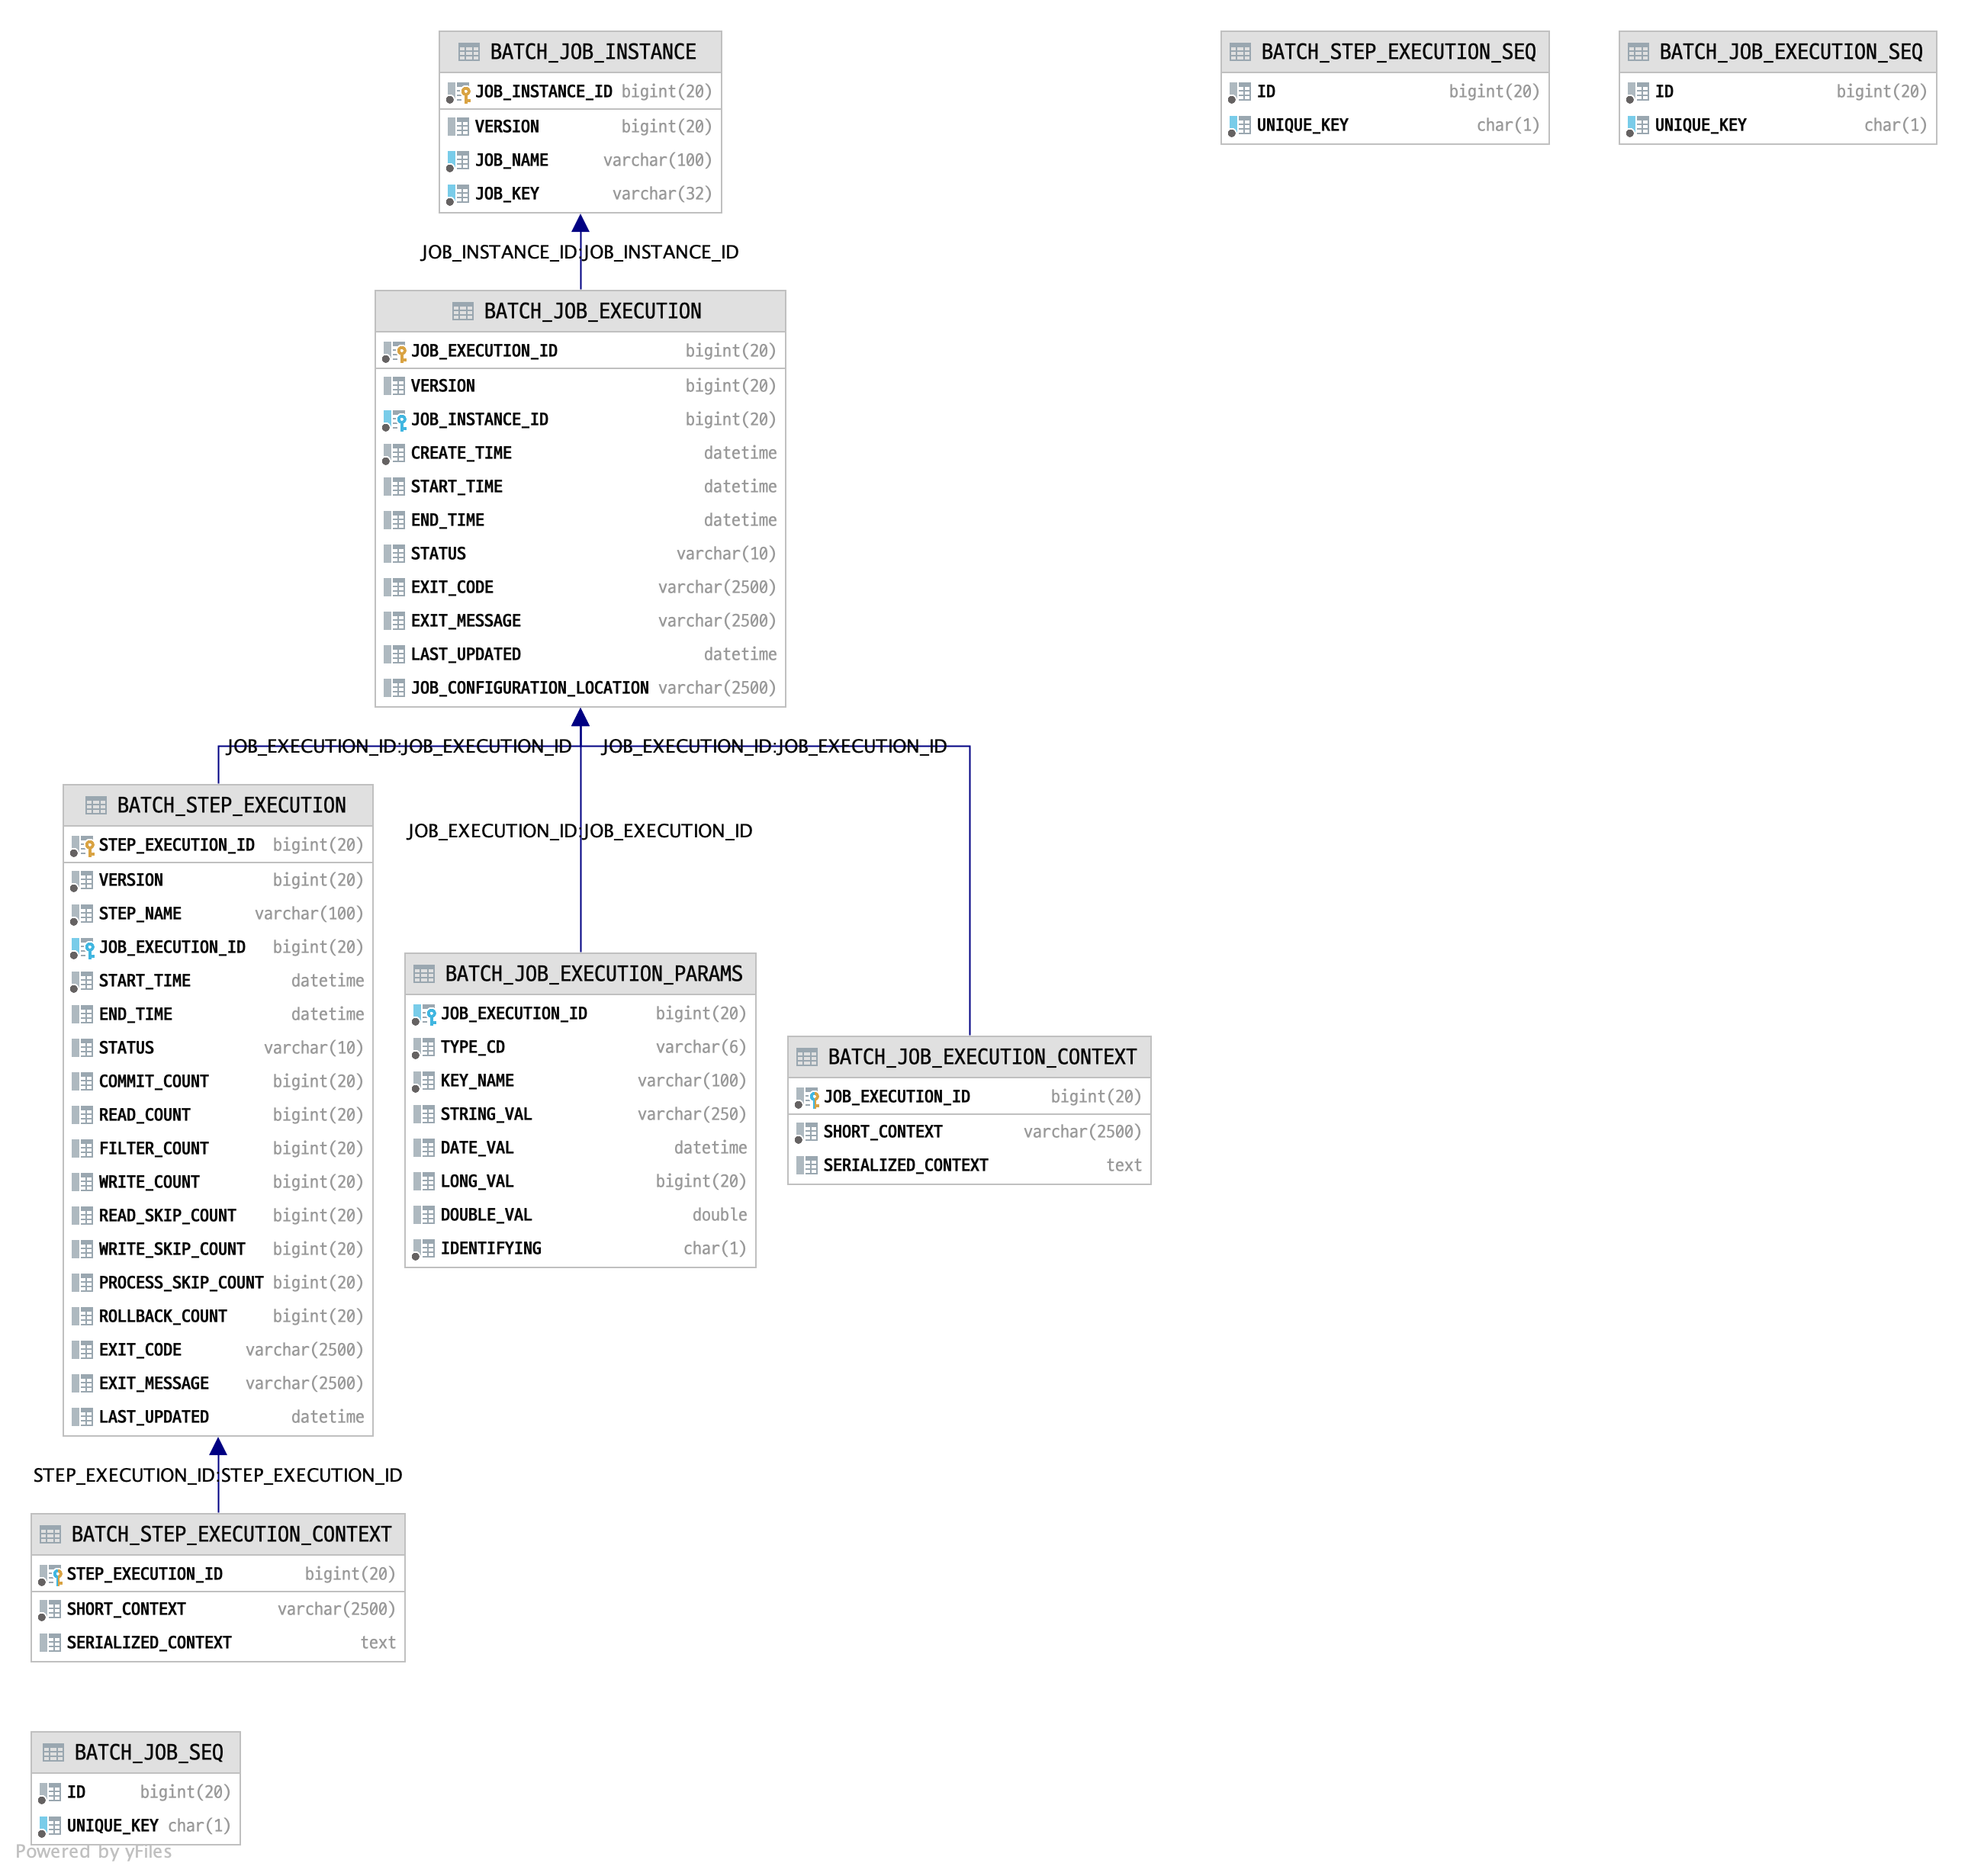 BATCH_JOB_INSTANCE
JOB_INSTANCE_ID bigint(20)
VERSION bigint(20)
JOB_NAME varchar(100)
JOB_KEY varchar(32)
BATCH_STEP_EXECUTION_SEQ
ID bigint(20)
UNIQUE_KEY char(1)
BATCH_JOB_EXECUTION_SEQ
ID bigint(20)
UNIQUE_KEY char(1)
JOB_INSTANCE_ID:JOB_INSTANCE_ID
BATCH_JOB_EXECUTION
JOB_EXECUTION_ID bigint(20)
VERSION bigint(20)
JOB_INSTANCE_ID bigint(20)
CREATE_TIME datetime
START_TIME datetime
END_TIME datetime
STATUS varchar(10)
EXIT_CODE varchar(2500)
EXIT_MESSAGE varchar(2500)
LAST_UPDATED datetime
JOB_CONFIGURATION_LOCATION varchar(2500)
JOB_EXECUTION_ID:JOB_EXECUTION_ID
JOB_EXECUTION_ID:JOB_EXECUTION_ID
JOB_EXECUTION_ID:JOB_EXECUTION_ID
BATCH_STEP_EXECUTION
STEP_EXECUTION_ID bigint(20)
VERSION bigint(20)
STEP_NAME varchar(100)
JOB_EXECUTION_ID bigint(20)
START_TIME datetime
END_TIME datetime
STATUS varchar(10)
COMMIT_COUNT bigint(20)
READ_COUNT bigint(20)
FILTER_COUNT bigint(20)
WRITE_COUNT bigint(20)
READ_SKIP_COUNT bigint(20)
WRITE_SKIP_COUNT bigint(20)
PROCESS_SKIP_COUNT bigint(20)
ROLLBACK_COUNT bigint(20)
EXIT_CODE varchar(2500)
EXIT_MESSAGE varchar(2500)
LAST_UPDATED datetime
BATCH_JOB_EXECUTION_PARAMS
JOB_EXECUTION_ID bigint(20)
TYPE_CD varchar(6)
KEY_NAME varchar(100)
STRING_VAL varchar(250)
DATE_VAL datetime
LONG_VAL bigint(20)
DOUBLE_VAL double
IDENTIFYING char(1)
BATCH_JOB_EXECUTION_CONTEXT
JOB_EXECUTION_ID bigint(20)
SHORT_CONTEXT varchar(2500)
SERIALIZED_CONTEXT text
STEP_EXECUTION_ID:STEP_EXECUTION_ID
BATCH_STEP_EXECUTION_CONTEXT
STEP_EXECUTION_ID bigint(20)
SHORT_CONTEXT varchar(2500)
SERIALIZED_CONTEXT text
BATCH_JOB_SEQ
ID bigint(20)
UNIQUE_KEY char(1)
Powered by yFiles